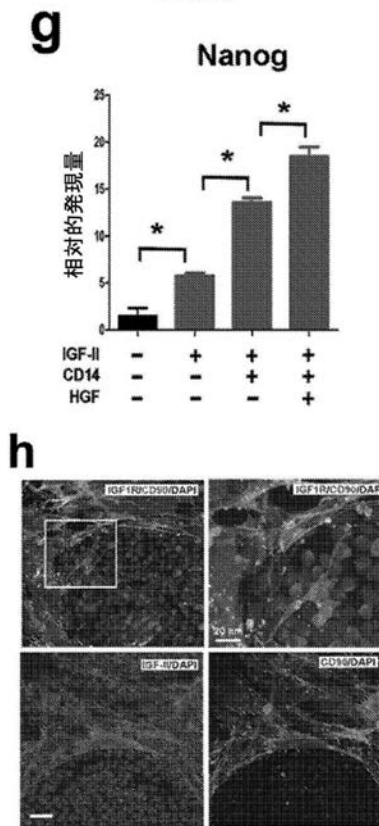 g
Nanog
25
20
15
10
5
0
相対的発現量
* * *
IGF-II - + + +
CD14 - - + +
HGF - - - +
h
IGF1R/CD90/DAPI IGF1R/CD90/DAPI
20 nm
IGF-II/DAPI CD90/DAPI